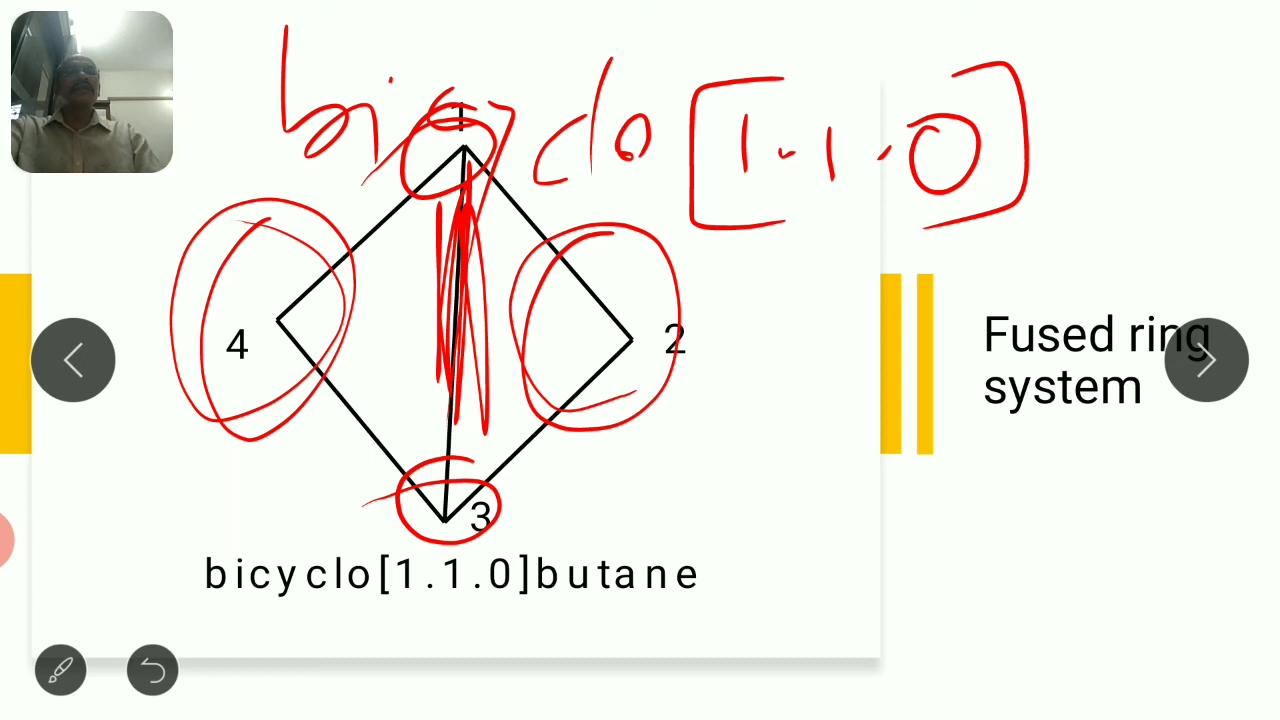 bicyclo [1.1.0]
1
4
2
3
bicyclo[1.1.0]butane
Fused ring
system